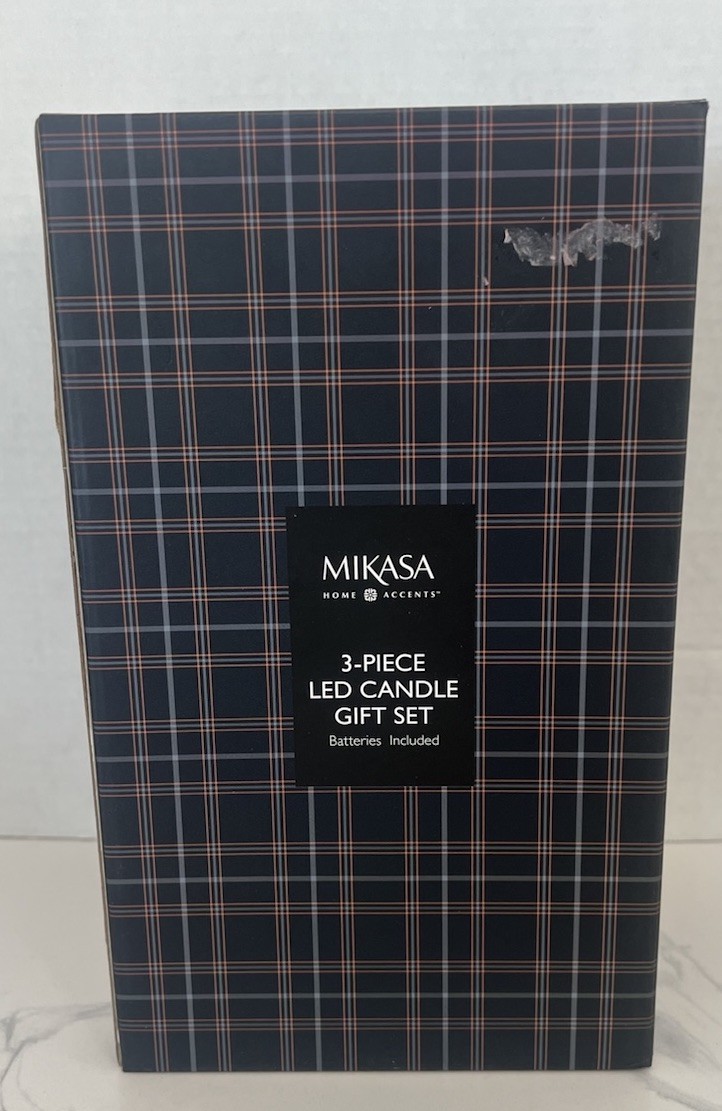 MIKASA
HOME ACCENTS™
3-PIECE
LED CANDLE
GIFT SET
Batteries Included